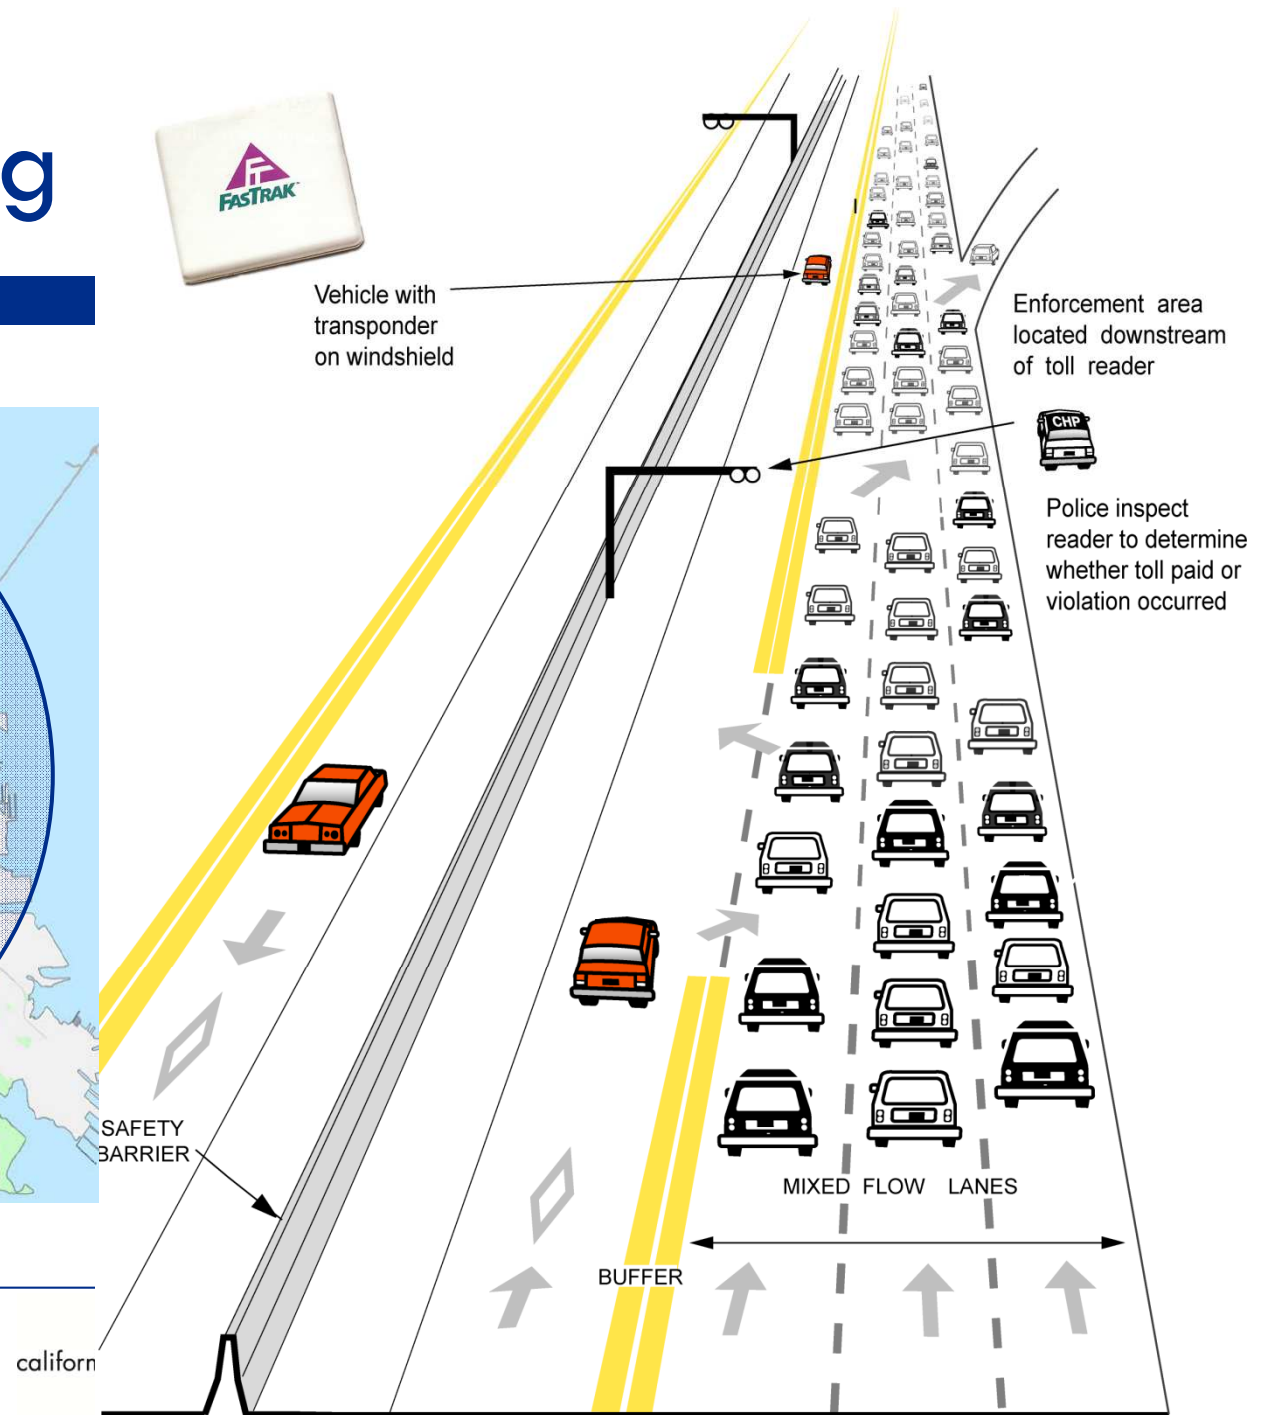 g
FASTRAK
Vehicle with
transponder
on windshield
Enforcement area
located downstream
of toll reader
CHP
Police inspect
reader to determine
whether toll paid or
violation occurred
SAFETY
BARRIER
MIXED FLOW LANES
BUFFER
californ